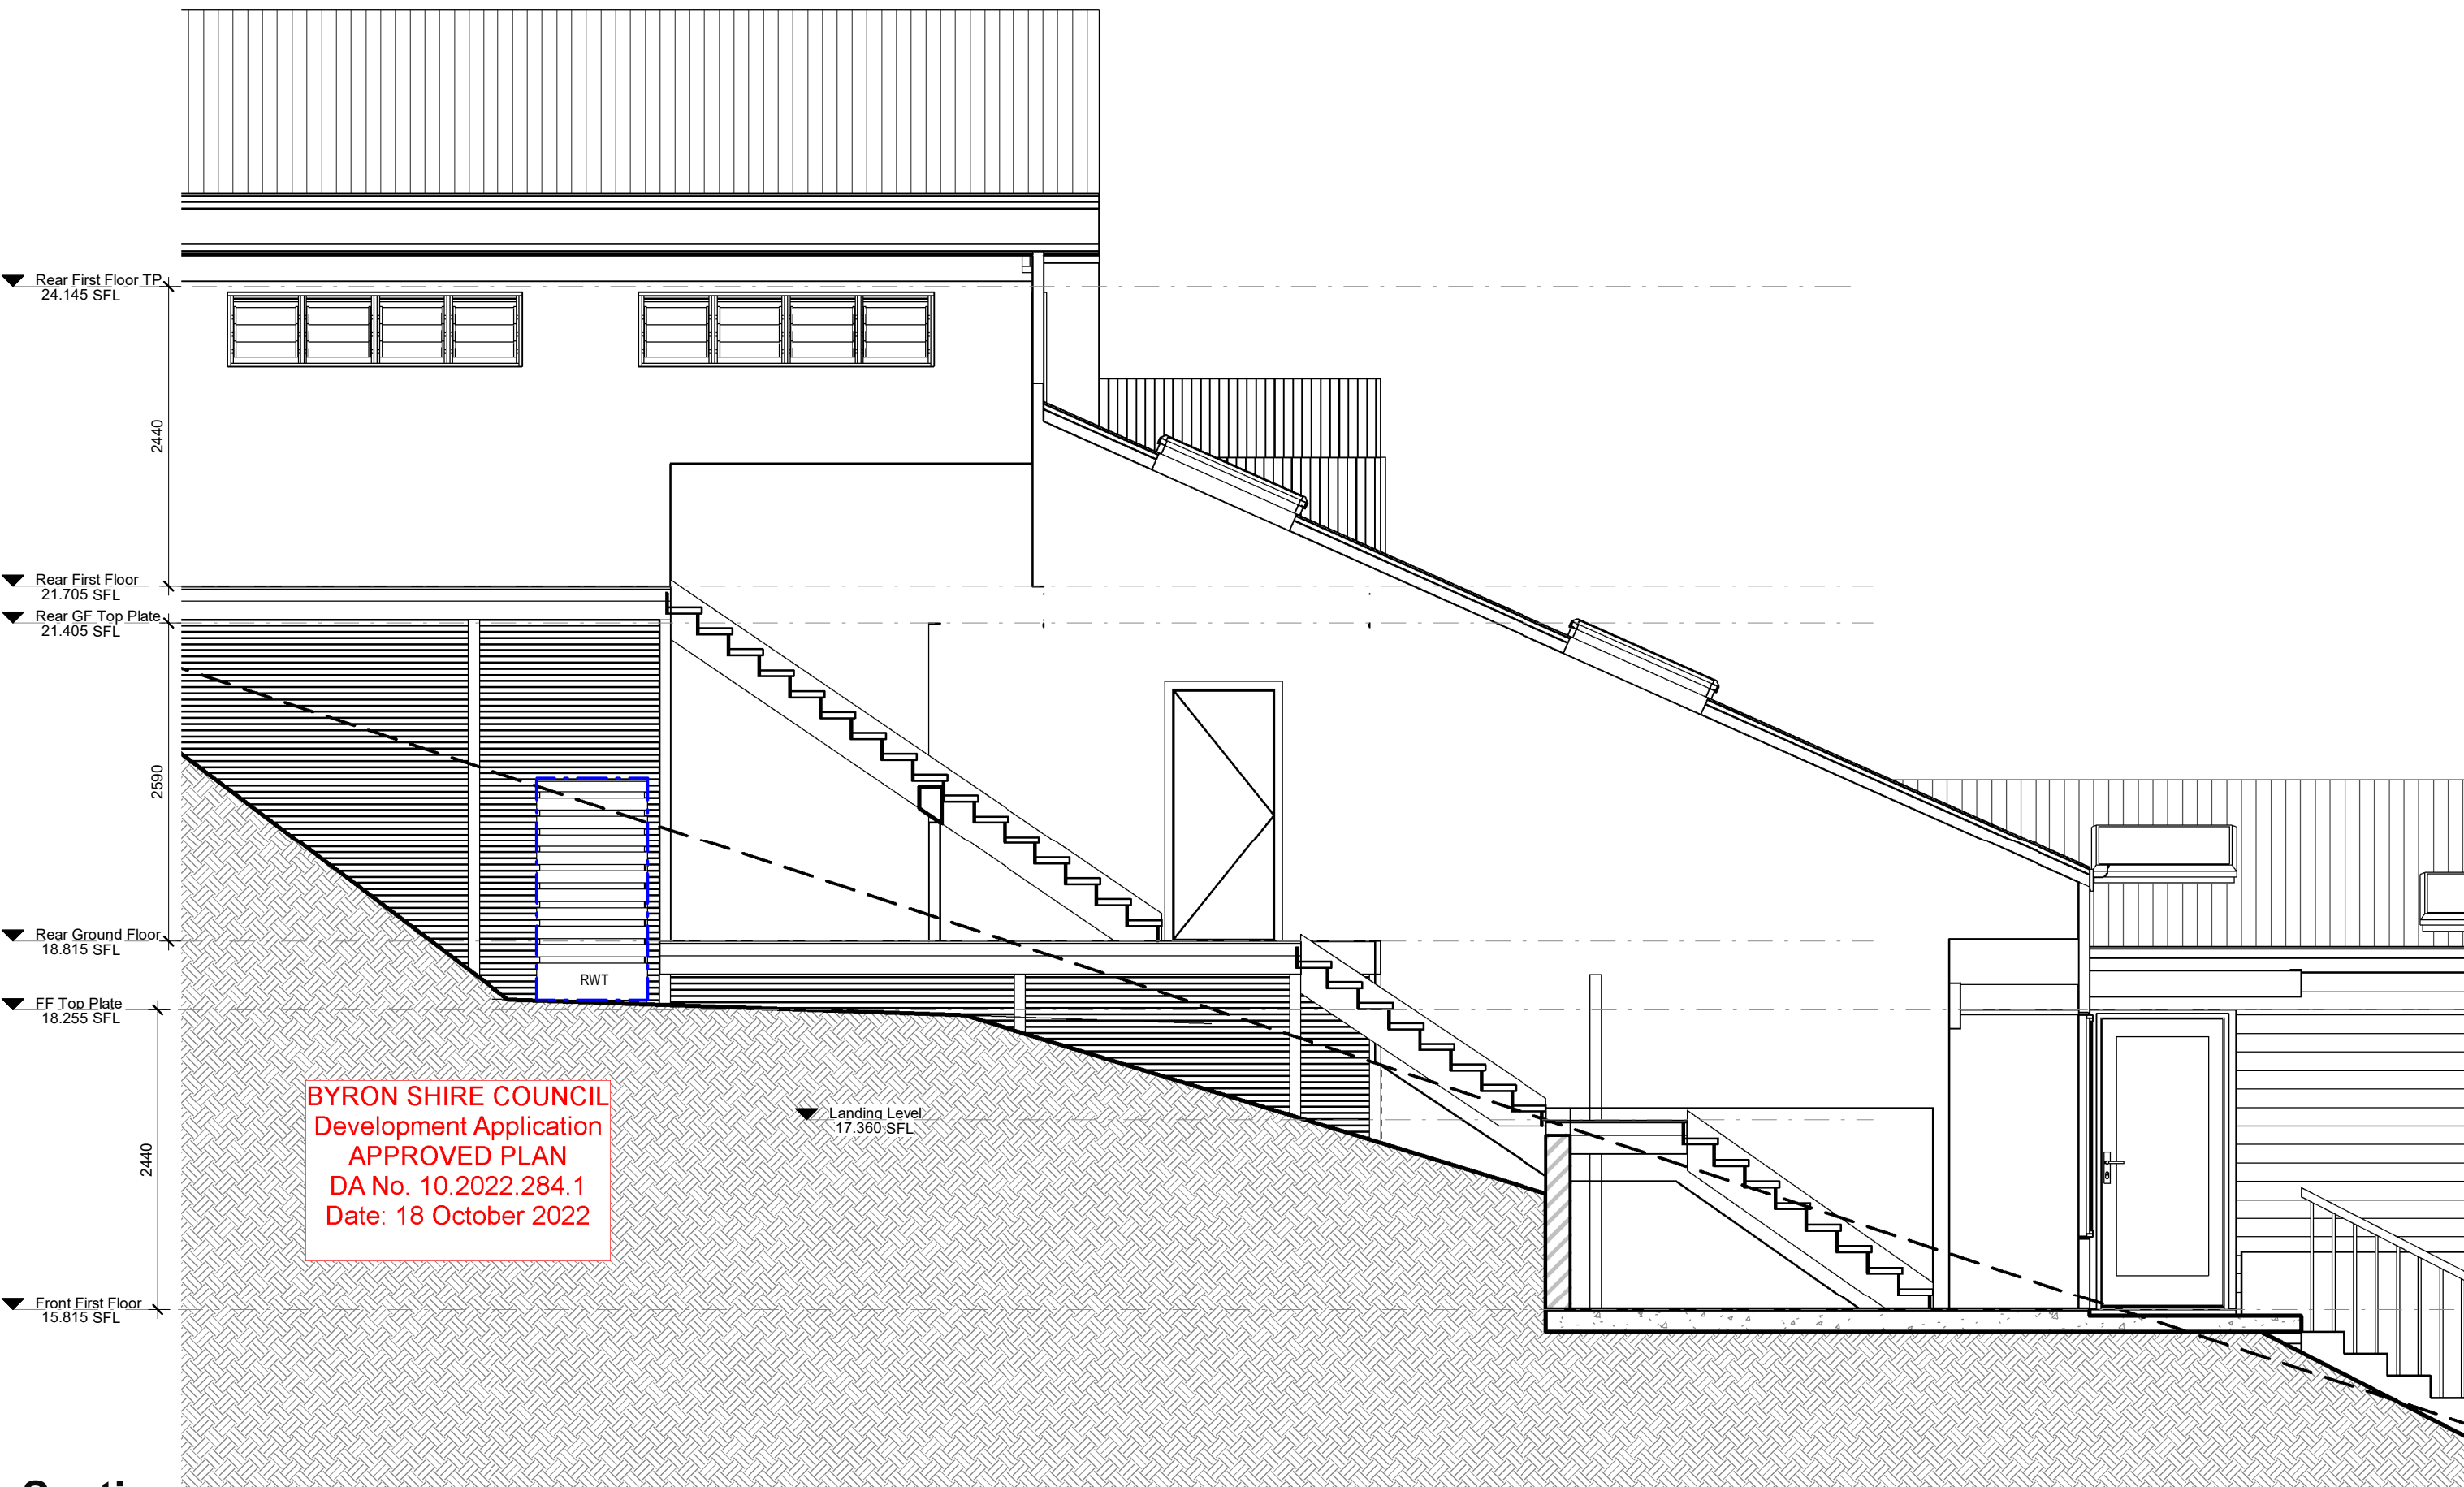 Rear First Floor TP
24.145 SFL
2440
Rear First Floor
21.705 SFL
Rear GF Top Plate
21.405 SFL
2590
Rear Ground Floor
18.815 SFL
RWT
FF Top Plate
18.255 SFL
BYRON SHIRE COUNCIL
Development Application
APPROVED PLAN
DA No. 10.2022.284.1
Date: 18 October 2022
Landing Level
17.360 SFL
2440
Front First Floor
15.815 SFL